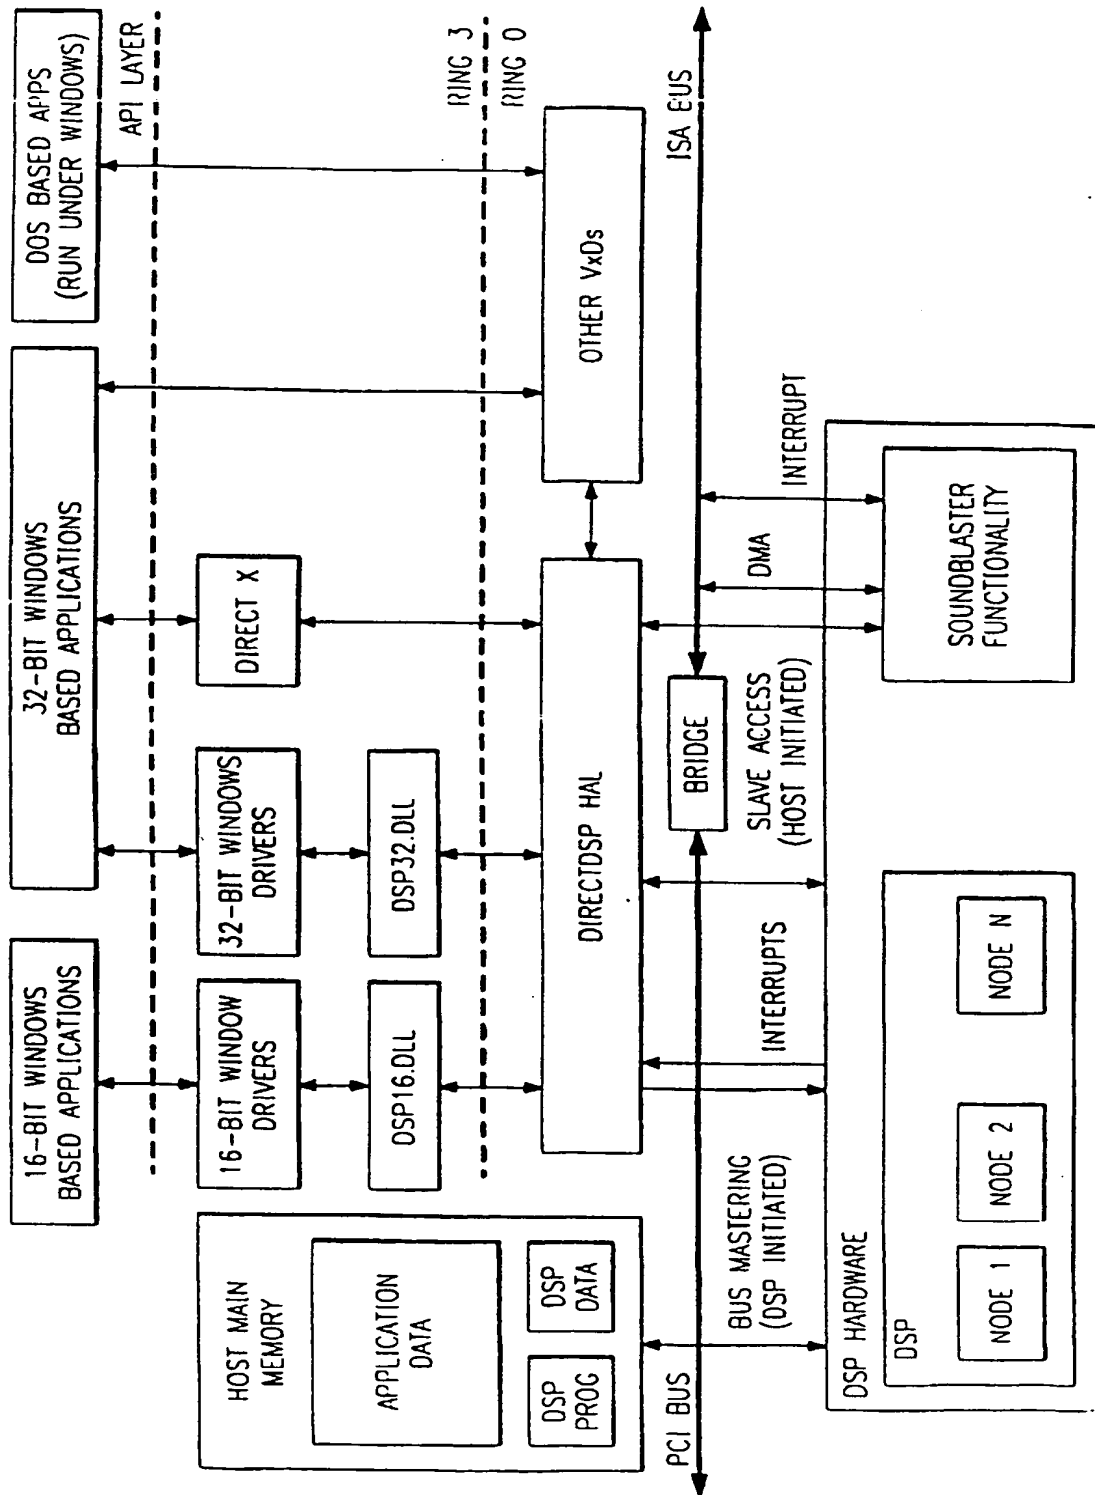 16-BIT WINDOWS
BASED APPLICATIONS
32-BIT WINDOWS
BASED APPLICATIONS
DOS BASED APPS
(RUN UNDER WINDOWS)
API LAYER
HOST MAIN
MEMORY
APPLICATION
DATA
DSP
PROG
DSP
DATA
16-BIT WINDOW
DRIVERS
32-BIT WINDOWS
DRIVERS
DIRECT X
DSP16.DLL
DSP32.DLL
RING 3
RING 0
DIRECTDSP HAL
OTHER VxDs
PCI BUS
BRIDGE
ISA BUS
BUS MASTERING
(DSP INITIATED)
INTERRUPTS
SLAVE ACCESS
(HOST INITIATED)
DMA
INTERRUPT
DSP HARDWARE
DSP
NODE 1
NODE 2
NODE N
SOUNDBLASTER
FUNCTIONALITY